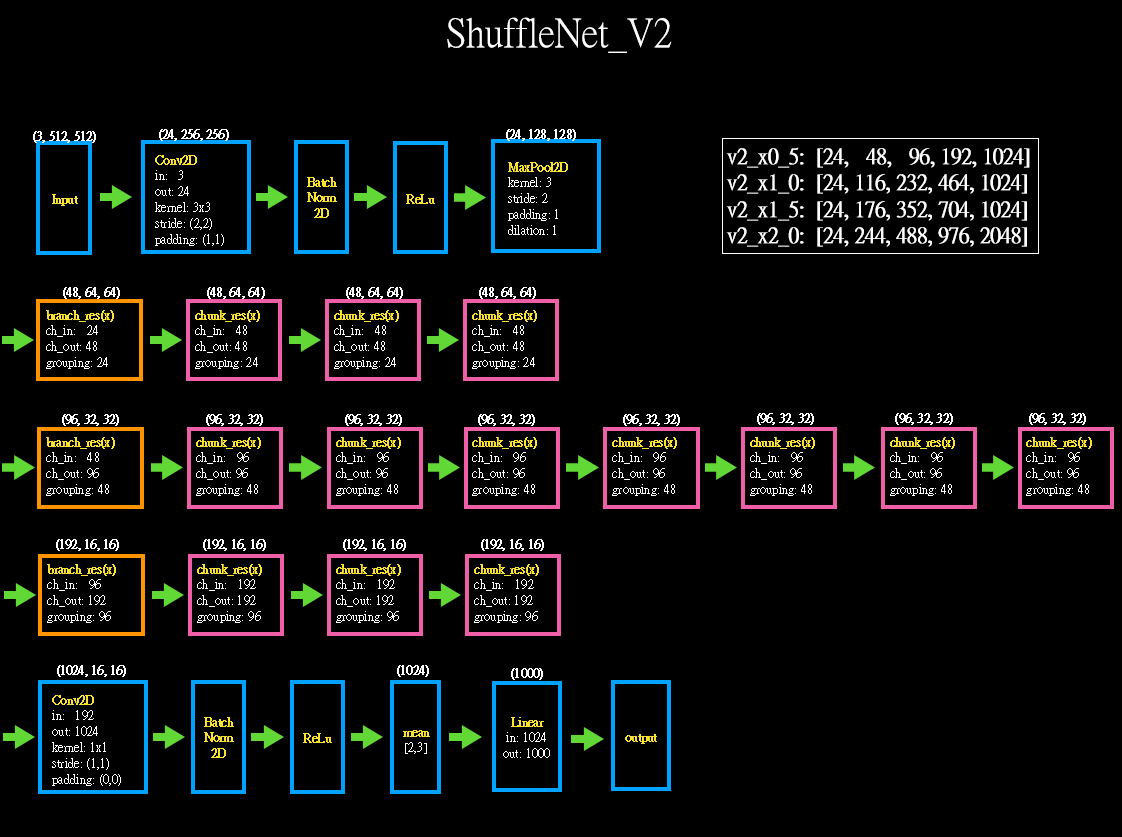 ShuffleNet_V2
(3, 512, 512)
Input
(24, 256, 256)
Conv2D
in: 3
out: 24
kernel: 3x3
stride: (2,2)
padding: (1,1)
Batch
Norm
2D
ReLu
(24, 128, 128)
MaxPool2D
kernel: 3
stride: 2
padding: 1
dilation: 1
v2_x0_5: [24, 48, 96, 192, 1024]
v2_x1_0: [24, 116, 232, 464, 1024]
v2_x1_5: [24, 176, 352, 704, 1024]
v2_x2_0: [24, 244, 488, 976, 2048]
(48, 64, 64)
branch_res(x)
ch_in: 24
ch_out: 48
grouping: 24
(48, 64, 64)
chunk_res(x)
ch_in: 48
ch_out: 48
grouping: 24
(48, 64, 64)
chunk_res(x)
ch_in: 48
ch_out: 48
grouping: 24
(48, 64, 64)
chunk_res(x)
ch_in: 48
ch_out: 48
grouping: 24
(96, 32, 32)
branch_res(x)
ch_in: 48
ch_out: 96
grouping: 48
(96, 32, 32)
chunk_res(x)
ch_in: 96
ch_out: 96
grouping: 48
(96, 32, 32)
chunk_res(x)
ch_in: 96
ch_out: 96
grouping: 48
(96, 32, 32)
chunk_res(x)
ch_in: 96
ch_out: 96
grouping: 48
(96, 32, 32)
chunk_res(x)
ch_in: 96
ch_out: 96
grouping: 48
(96, 32, 32)
chunk_res(x)
ch_in: 96
ch_out: 96
grouping: 48
(96, 32, 32)
chunk_res(x)
ch_in: 96
ch_out: 96
grouping: 48
(96, 32, 32)
chunk_res(x)
ch_in: 96
ch_out: 96
grouping: 48
(192, 16, 16)
branch_res(x)
ch_in: 96
ch_out: 192
grouping: 96
(192, 16, 16)
chunk_res(x)
ch_in: 192
ch_out: 192
grouping: 96
(192, 16, 16)
chunk_res(x)
ch_in: 192
ch_out: 192
grouping: 96
(192, 16, 16)
chunk_res(x)
ch_in: 192
ch_out: 192
grouping: 96
(1024, 16, 16)
Conv2D
in: 192
out: 1024
kernel: 1x1
stride: (1,1)
padding: (0,0)
Batch
Norm
2D
ReLu
(1024)
mean
[2,3]
(1000)
Linear
in: 1024
out: 1000
output